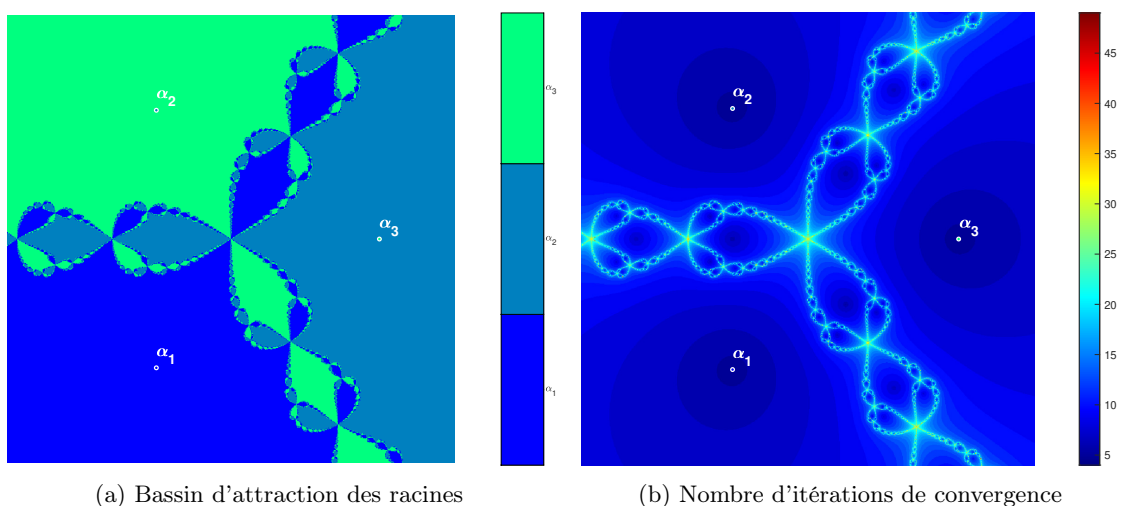 α₂
α₃
α₁
α₃
α₂
α₁
α₂
α₃
α₁
45
40
35
30
25
20
15
10
5
(a) Bassin d'attraction des racines
(b) Nombre d'itérations de convergence